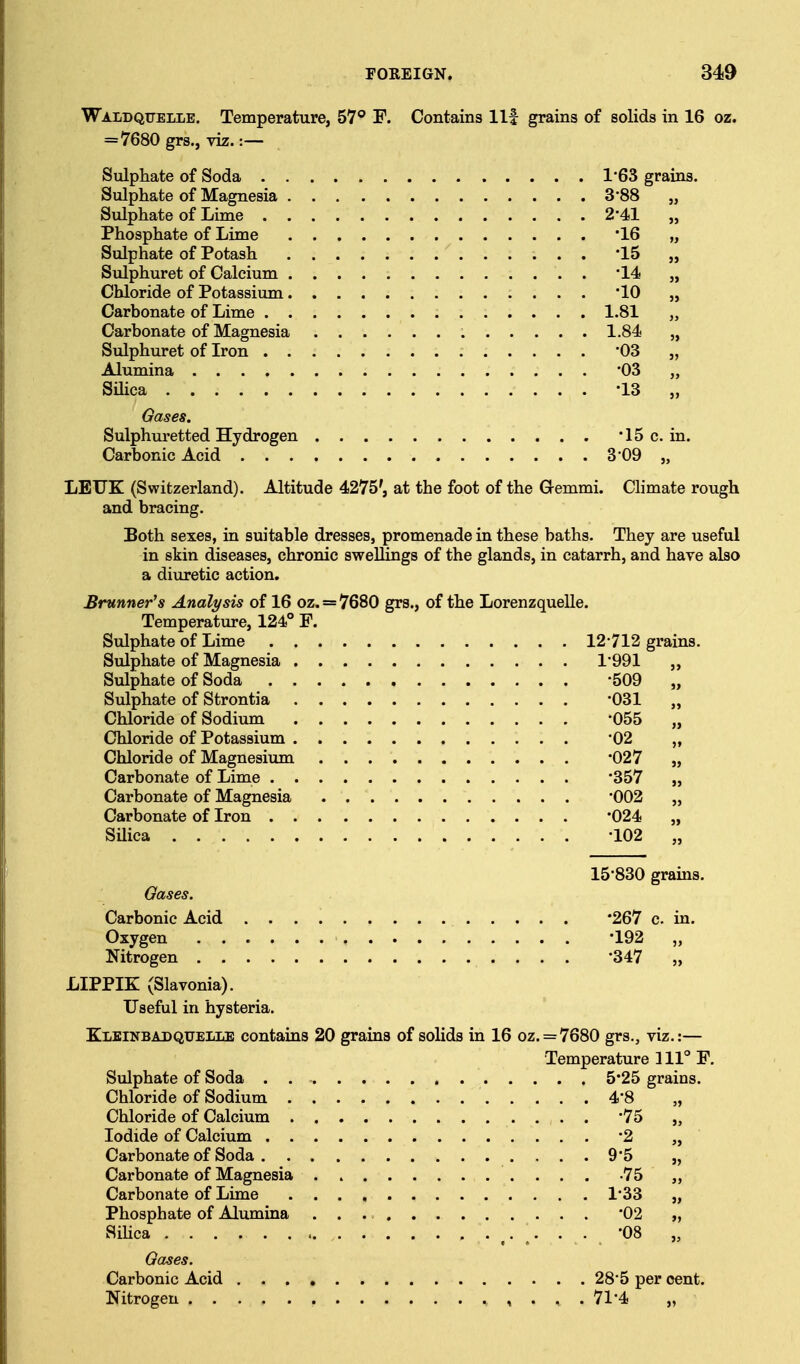 FOREIGN. 349
WALDQUELLE. Temperature, 57° F. Contains 11¾ grains of solids in 16 oz.
=7680 grs., viz.:—
Sulphate of Soda . . . . . . . . . . . . . . 1·63 grains.
Sulphate of Magnesia . . . . . . . . . . . . . 3·88 „
Sulphate of Lime . . . . . . . . . . . . . . 2·41 „
Phosphate of Lime . . . . . . . . . . . . . ·16 „
Sulphate of Potash . . . . . . . . . . . . . ·15 „
Sulphuret of Calcium . . . . . . . . . . . . . ·14 „
Chloride of Potassium . . . . . . . . . . . . . ·10 „
Carbonate of Lime . . . . . . . . . . . . . . 1.81 „
Carbonate of Magnesia . . . . . . . . . . . . 1.84 „
Sulphuret of Iron . . . . . . . . . . . . . . ·03 „
Alumina . . . . . . . . . . . . . . . . . ·03 „
Silica . . . . . . . . . . . . . . . . . . ·13 „
Gases.
Sulphuretted Hydrogen . . . . . . . . . . . . ·15 c. in.
Carbonic Acid . . . . . . . . . . . . . . . 3·09 „
LEUK (Switzerland). Altitude 4275′, at the foot of the Gemmi. Climate rough
and bracing.
Both sexes, in suitable dresses, promenade in these baths. They are useful
in skin diseases, chronic swellings of the glands, in catarrh, and have also
a diuretic action.
Brunner's Analysis of 16 oz.=7680 grs., of the Lorenzquelle.
Temperature, 124° F.
Sulphate of Lime . . . . . . . . . . . . . 12·712 grains.
Sulphate of Magnesia . . . . . . . . . . . . 1·991 „
Sulphate of Soda . . . . . . . . . . . . . ·509 „
Sulphate of Strontia . . . . . . . . . . . . ·031 „
Chloride of Sodium . . . . . . . . . . . . ·055 „
Chloride of Potassium . . . . . . . . . . . . ·02 „
Chloride of Magnesium . . . . . . . . . . . ·027 „
Carbonate of Lime . . . . . . . . . . . . . ·357 „
Carbonate of Magnesia . . . . . . . . . . . ·002 „
Carbonate of Iron . . . . . . . . . . . . . ·024 „
Silica . . . . . . . . . . . . . . . . . ·102 „
15·830 grains.
Gases.
Carbonic Acid . . . . . . . . . . . . . . ·267 c. in.
Oxygen . . . . . . . . . . . . . . . . ·192 „
Nitrogen . . . . . . . . . . . . . . . . ·347 „
LIPPIK (Slavonia).
Useful in hysteria.
KLEINBADQUELLE contains 20 grains of solids in 16 oz.=7680 grs., viz.:—
Temperature 111° F.
Sulphate of Soda . . . . . . . . . . . . . . 5·25 grains.
Chloride of Sodium . . . . . . . . . . . . . 4·8 „
Chloride of Calcium . . . . . . . . . . . . . ·75 „
Iodide of Calcium . . . . . . . . . . . . . . ·2 „
Carbonate of Soda . . . . . . . . . . . . . . 9·5 „
Carbonate of Magnesia . . . . . . . . . . . . ·75 „
Carbonate of Lime . . . . . . . . . . . . . 1·33 „
Phosphate of Alumina . . . . . . . . . . . . ·02 „
Silica . . . . . . . . . . . . . . . . . . ·08 „
Gases.
Carbonic Acid . . . . . . . . . . . . . . . 28·5 per cent.
Nitrogen . . . . . . . . . . . . . . . . . 71·4 „